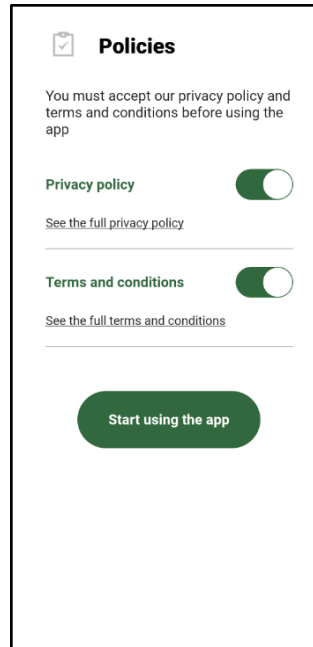 Policies
You must accept our privacy policy and
terms and conditions before using the
app
Privacy policy
See the full privacy policy
Terms and conditions
See the full terms and conditions
Start using the app